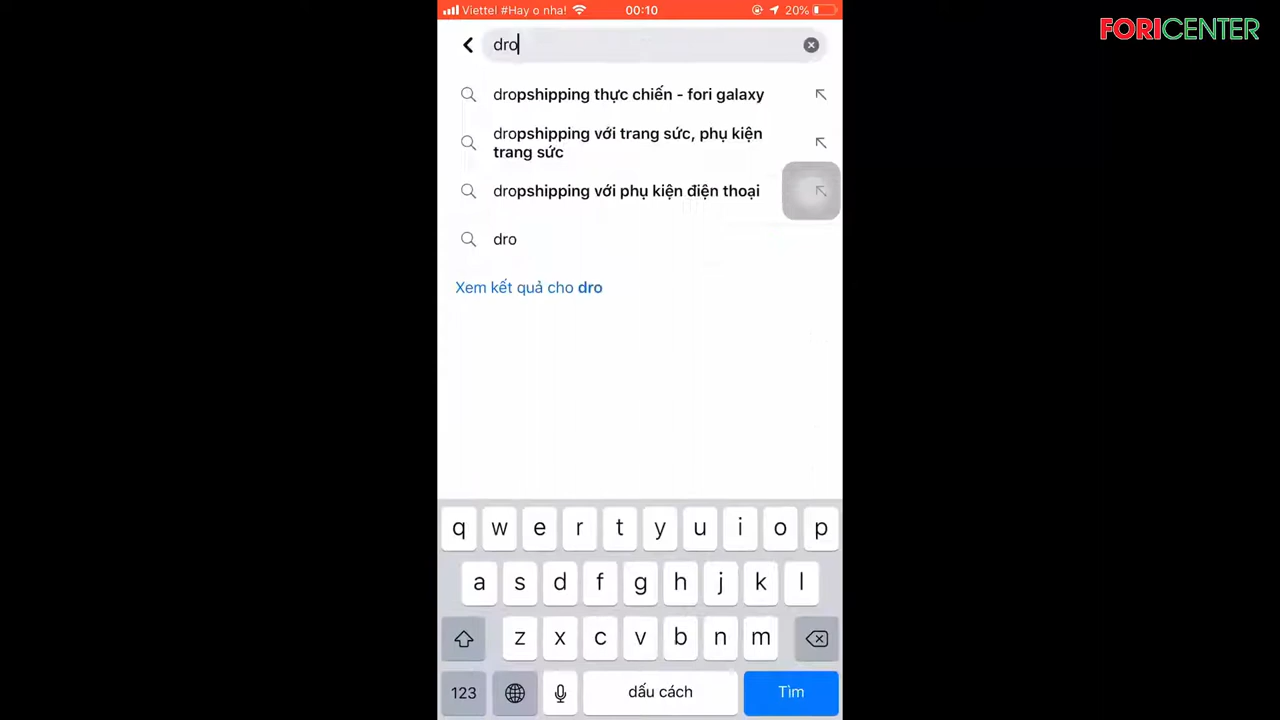 Viettel #Hay o nha! 00:10 20%
FORICENTER
dro
dropshipping thực chiến - fori galaxy
dropshipping với trang sức, phụ kiện
trang sức
dropshipping với phụ kiện điện thoại
dro
Xem kết quả cho dro
q w e r t y u i o p
a s d f g h j k l
z x c v b n m
123 dấu cách Tìm